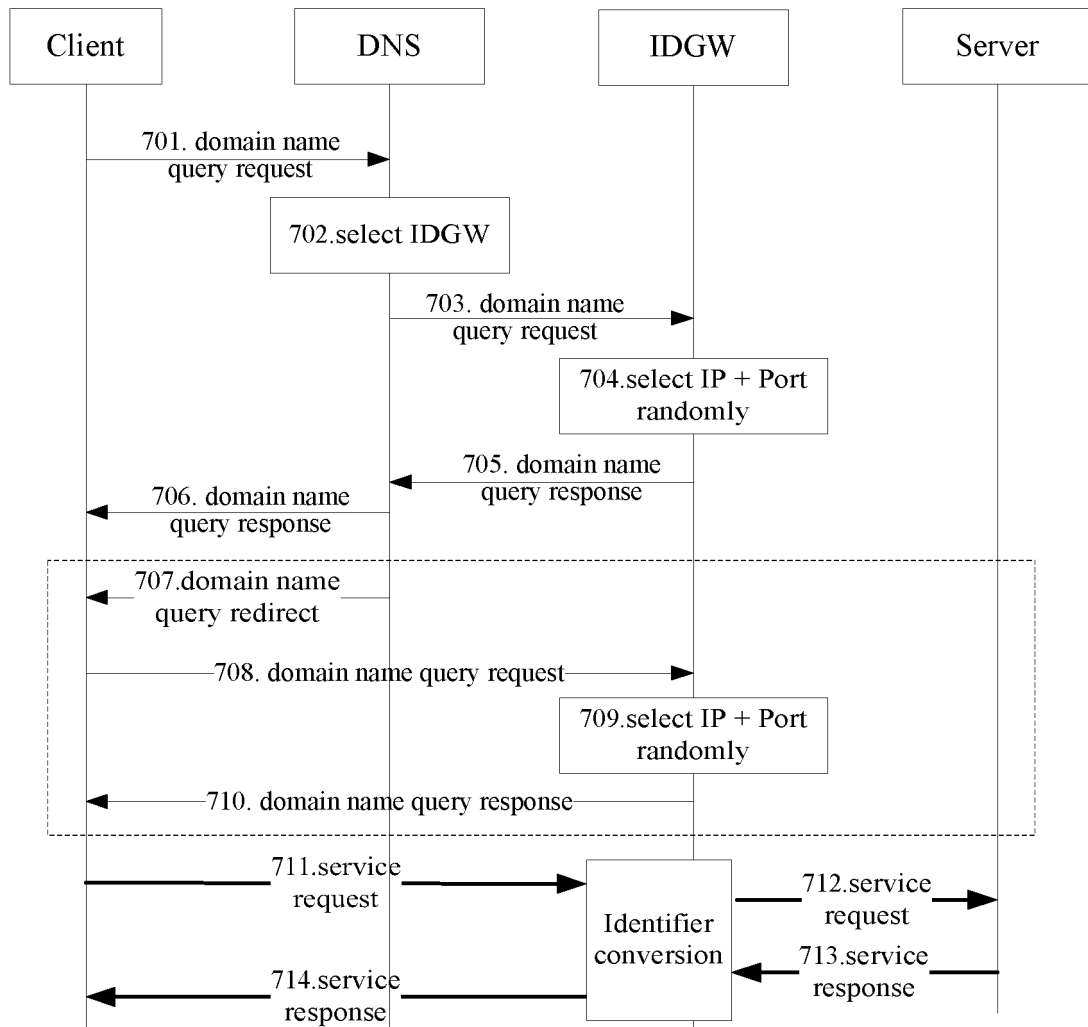 Client
DNS
IDGW
Server
701. domain name
query request
702.select IDGW
703. domain name
query request
704.select IP + Port
randomly
705. domain name
query response
706. domain name
query response
707.domain name
query redirect
708. domain name query request
709.select IP + Port
randomly
710. domain name query response
711.service
request
Identifier
conversion
712.service
request
713.service
response
714.service
response